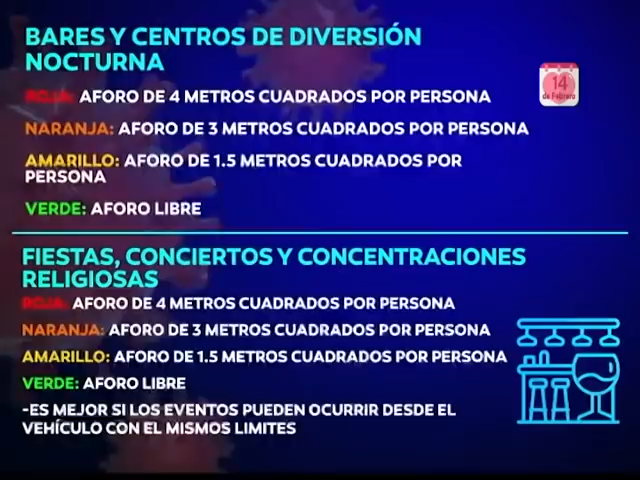 BARES Y CENTROS DE DIVERSIÓN
NOCTURNA
14
de Febrero
ROJA: AFORO DE 4 METROS CUADRADOS POR PERSONA
NARANJA: AFORO DE 3 METROS CUADRADOS POR PERSONA
AMARILLO: AFORO DE 1.5 METROS CUADRADOS POR
PERSONA
VERDE: AFORO LIBRE
FIESTAS, CONCIERTOS Y CONCENTRACIONES
RELIGIOSAS
ROJA: AFORO DE 4 METROS CUADRADOS POR PERSONA
NARANJA: AFORO DE 3 METROS CUADRADOS POR PERSONA
AMARILLO: AFORO DE 1.5 METROS CUADRADOS POR PERSONA
VERDE: AFORO LIBRE
-ES MEJOR SI LOS EVENTOS PUEDEN OCURRIR DESDE EL
VEHÍCULO CON EL MISMOS LIMITES